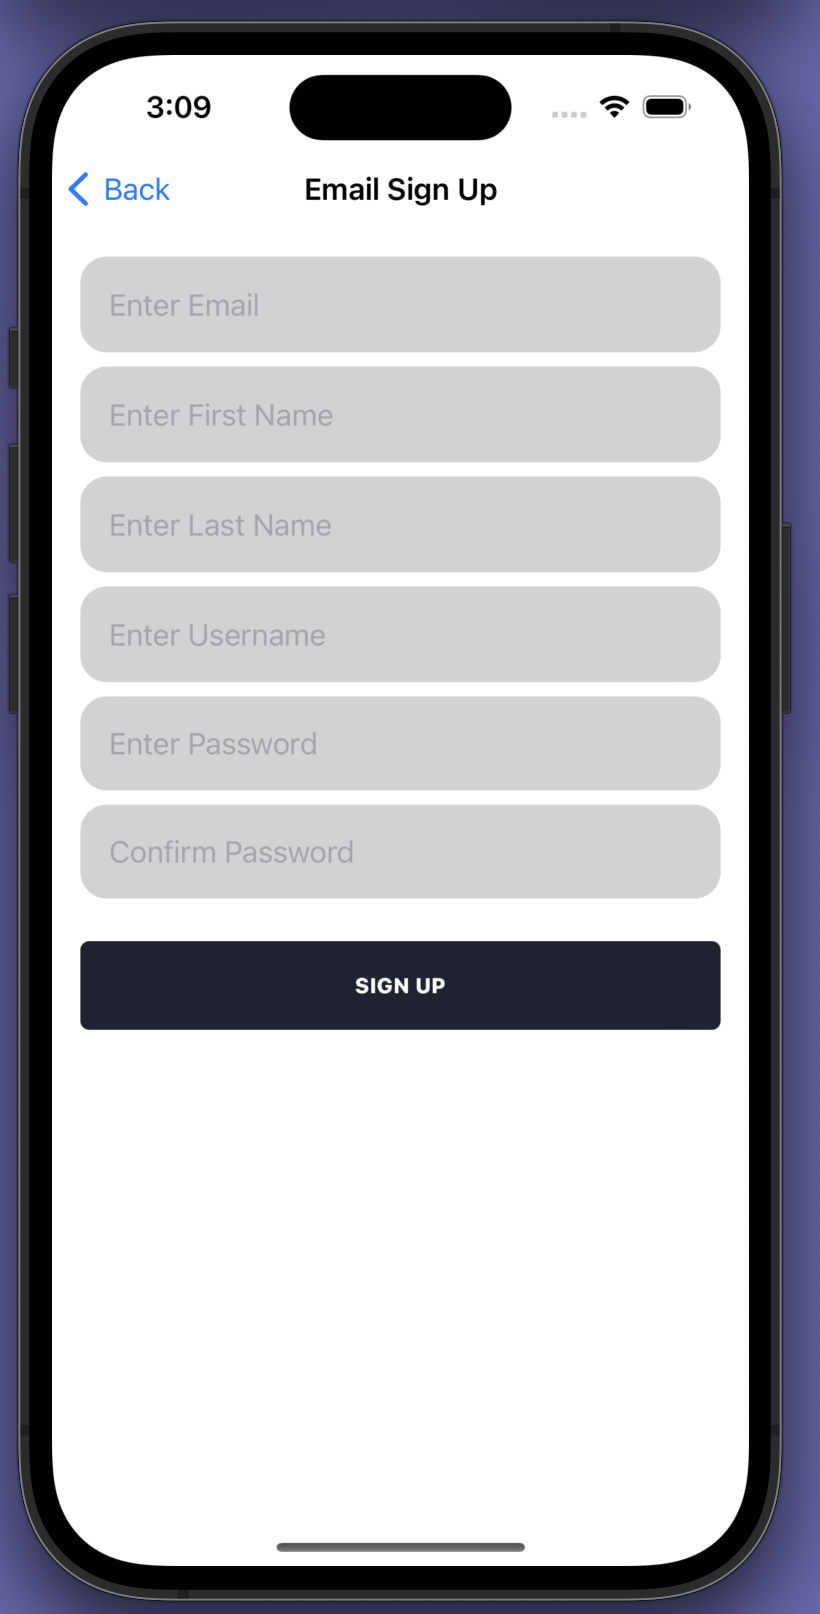 3:09
Back
Email Sign Up
Enter Email
Enter First Name
Enter Last Name
Enter Username
Enter Password
Confirm Password
SIGN UP